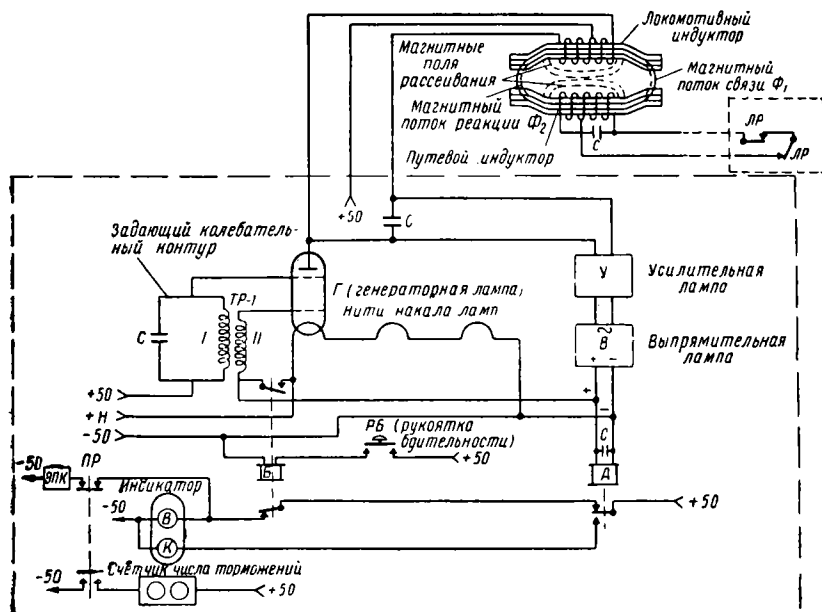 Локомотивный
индуктор
Магнитные
поля
рассеивания
Магнитный
поток связи Ф₁
Магнитный
поток реакции Ф₂
Путевой индуктор
С
ЛР
ЛР
+50
С
Задающий колебатель-
ный контур
ТР-I
С
I
II
Г (генераторная лампа)
Нити накала ламп
У
Усилительная
лампа
В
+ −
Выпрямительная
лампа
+50
+Н
-50
+
−
С
РБ (рукоятка
бдительности)
+50
Б
Д
-50
ЭПК
ПР
Индикатор
-50
В
К
+50
Счётчик числа торможений
-50
+50